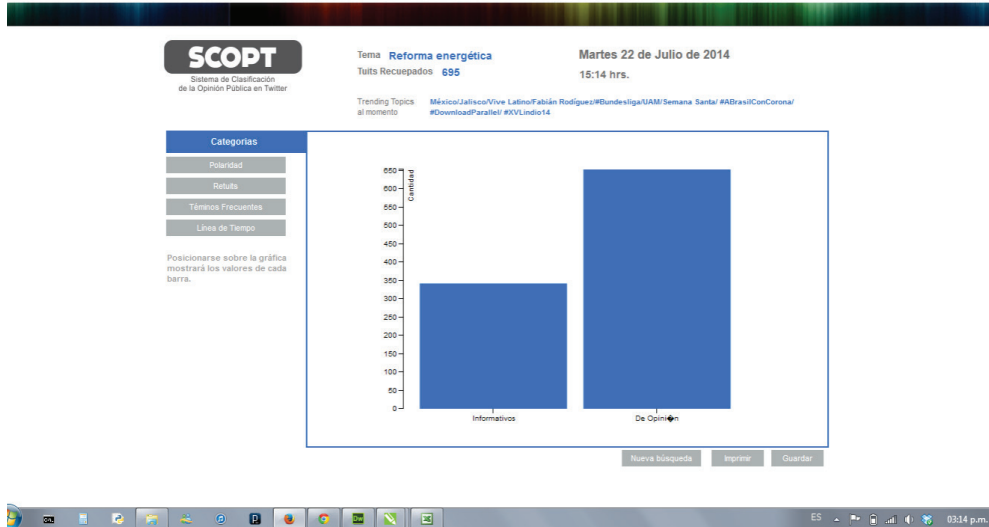 SCOPT
Sistema de Clasificación
de la Opinión Pública en Twitter
Tema Reforma energética
Tuits Recuepados 695
Martes 22 de Julio de 2014
15:14 hrs.
Trending Topics
al momento
México/Jalisco/Vive Latino/Fabián Rodíguez/#Bundesliga/UAM/Semana Santa/ #ABrasilConCorona/
#DownloadParallel/ #XVLindio14
Categorías
Polaridad
Retuits
Téminos Frecuentes
Línea de Tiempo
Posicionarse sobre la gráfica
mostrará los valores de cada
barra.
Cantidad
650
600
550
500
450
400
350
300
250
200
150
100
50
0
Informativos
De Opini�n
Nueva búsqueda
Imprimir
Guardar
ES
03:14 p.m.